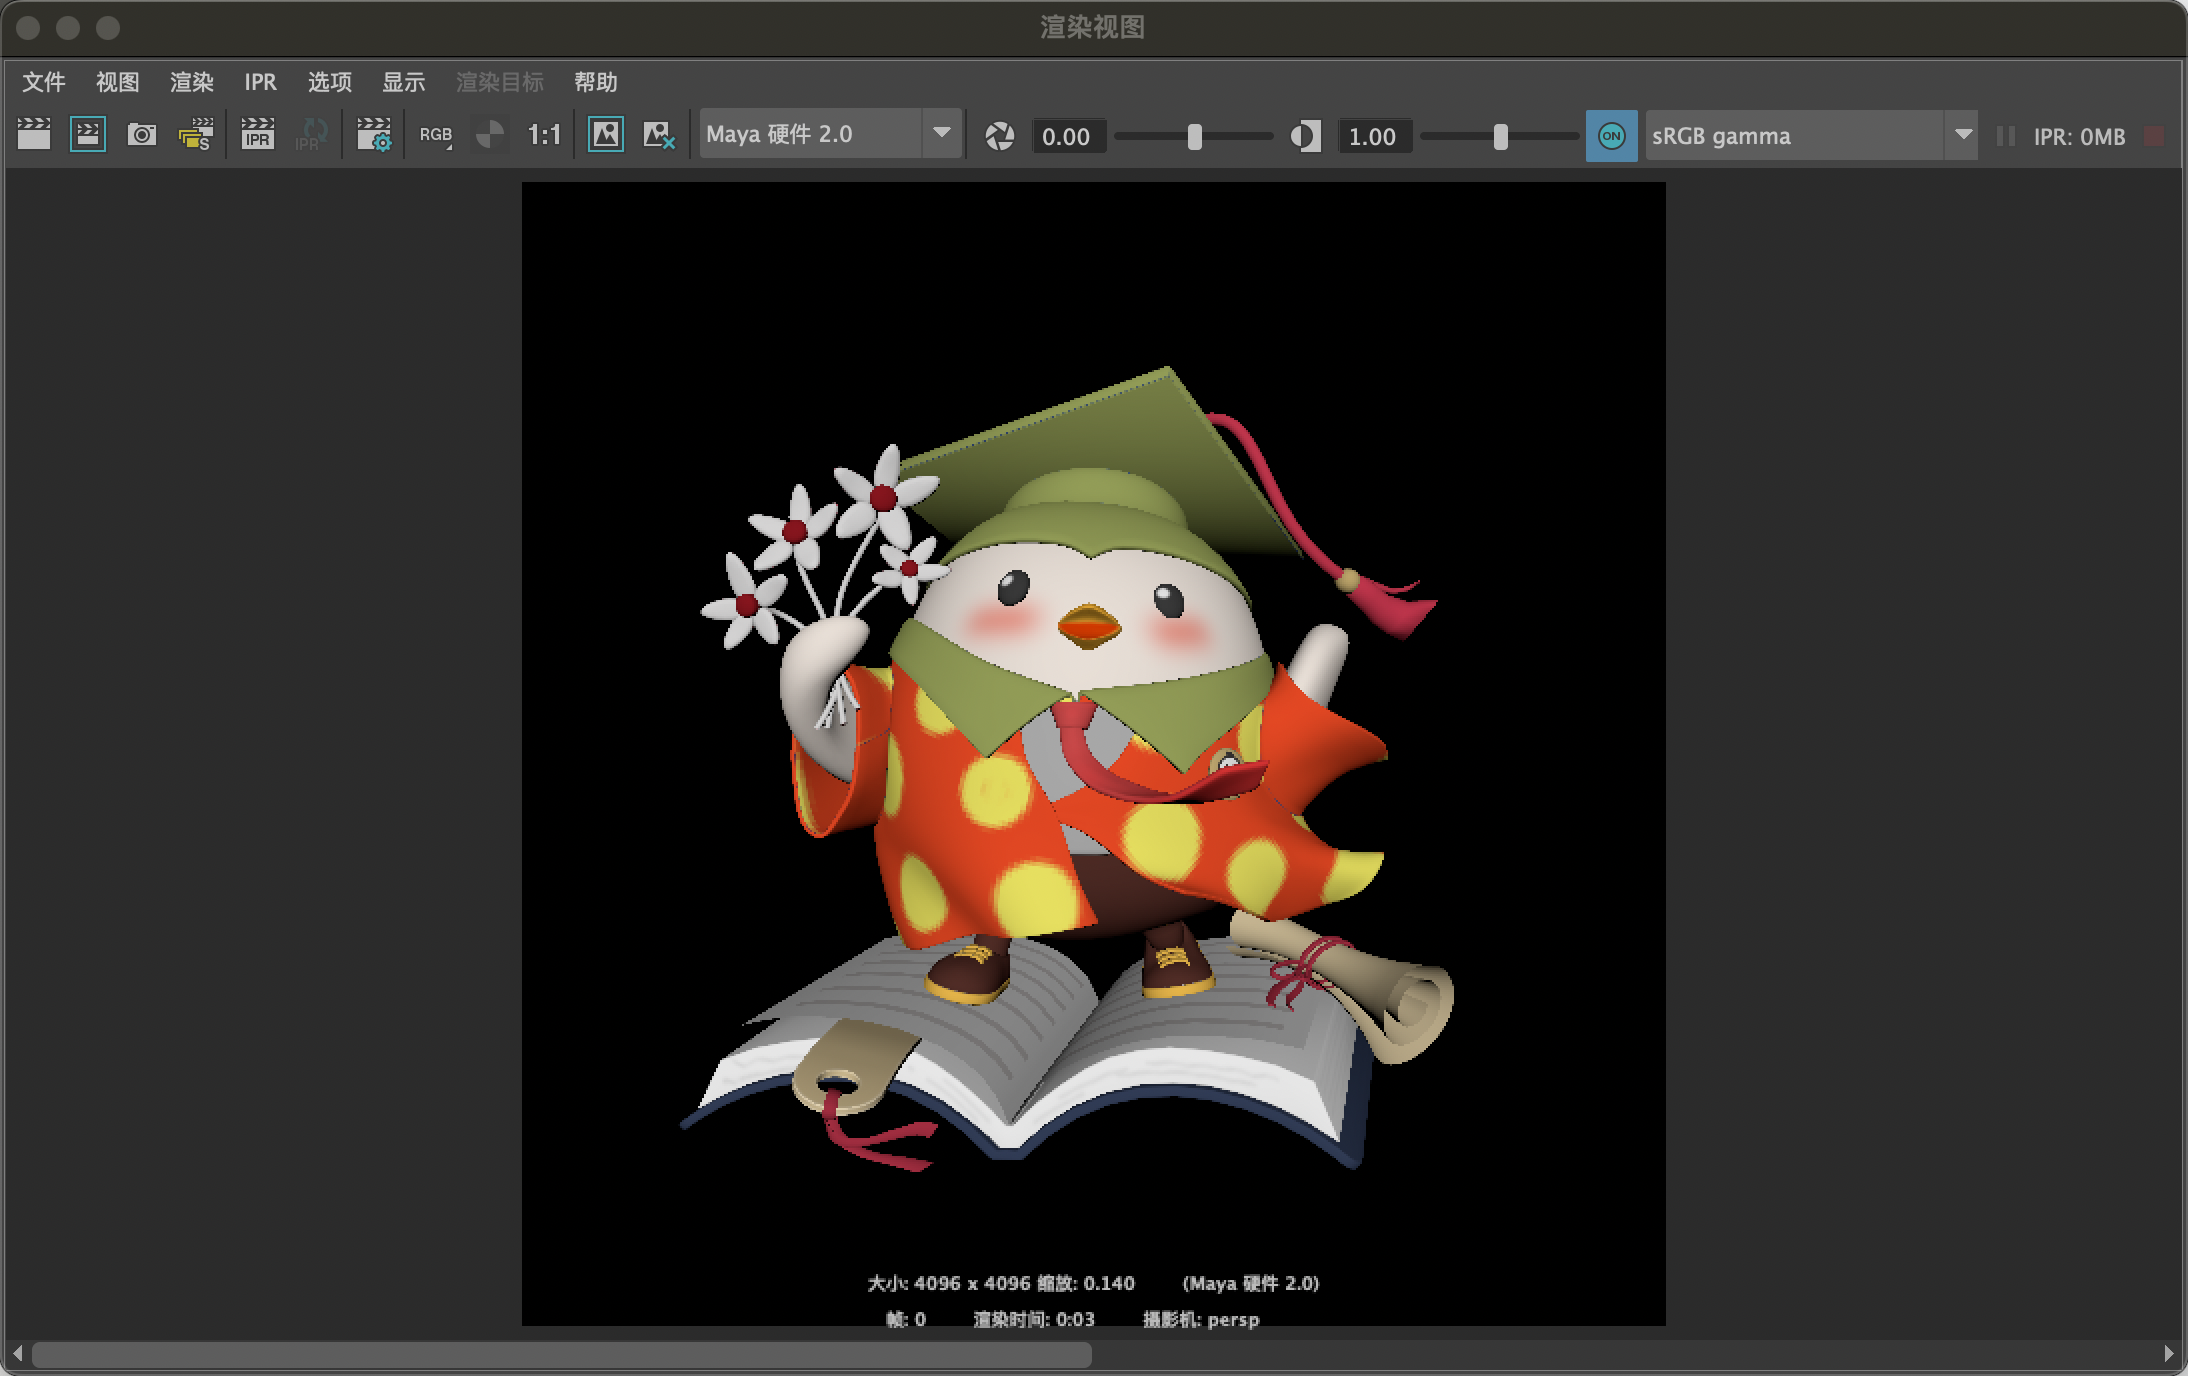 渲染视图
文件 视图 渲染 IPR 选项 显示 渲染目标 帮助
IPR IPR RGB 1:1 Maya 硬件 2.0 0.00 1.00 ON sRGB gamma IPR: 0MB
S
大小: 4096 x 4096 缩放: 0.140 (Maya 硬件 2.0)
帧: 0 渲染时间: 0:03 摄影机: persp